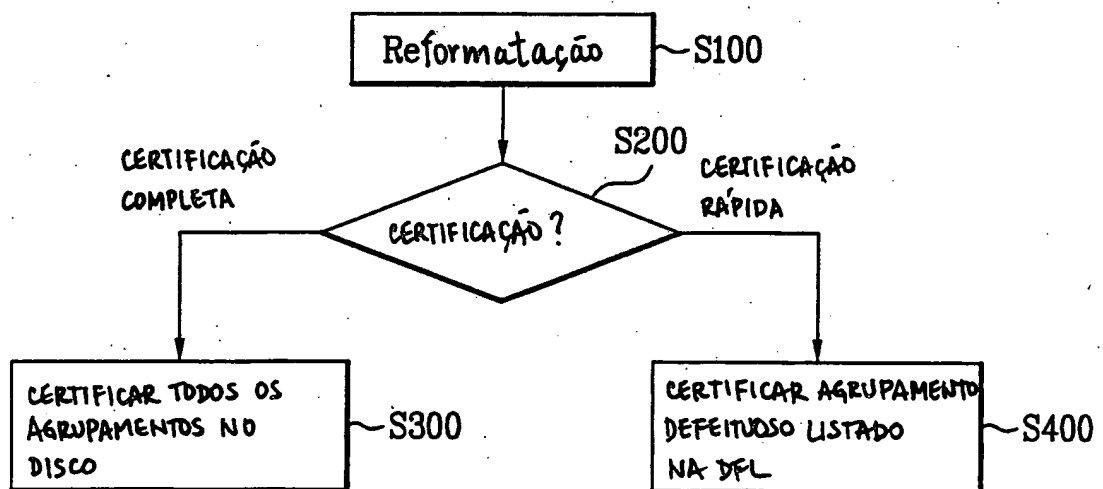 Reformatação
S100
S200
CERTIFICAÇÃO
COMPLETA
CERTIFICAÇÃO
RÁPIDA
CERTIFICAÇÃO?
CERTIFICAR TODOS OS
AGRUPAMENTOS NO
DISCO
S300
CERTIFICAR AGRUPAMENTO
DEFEITUOSO LISTADO
NA DFL
S400